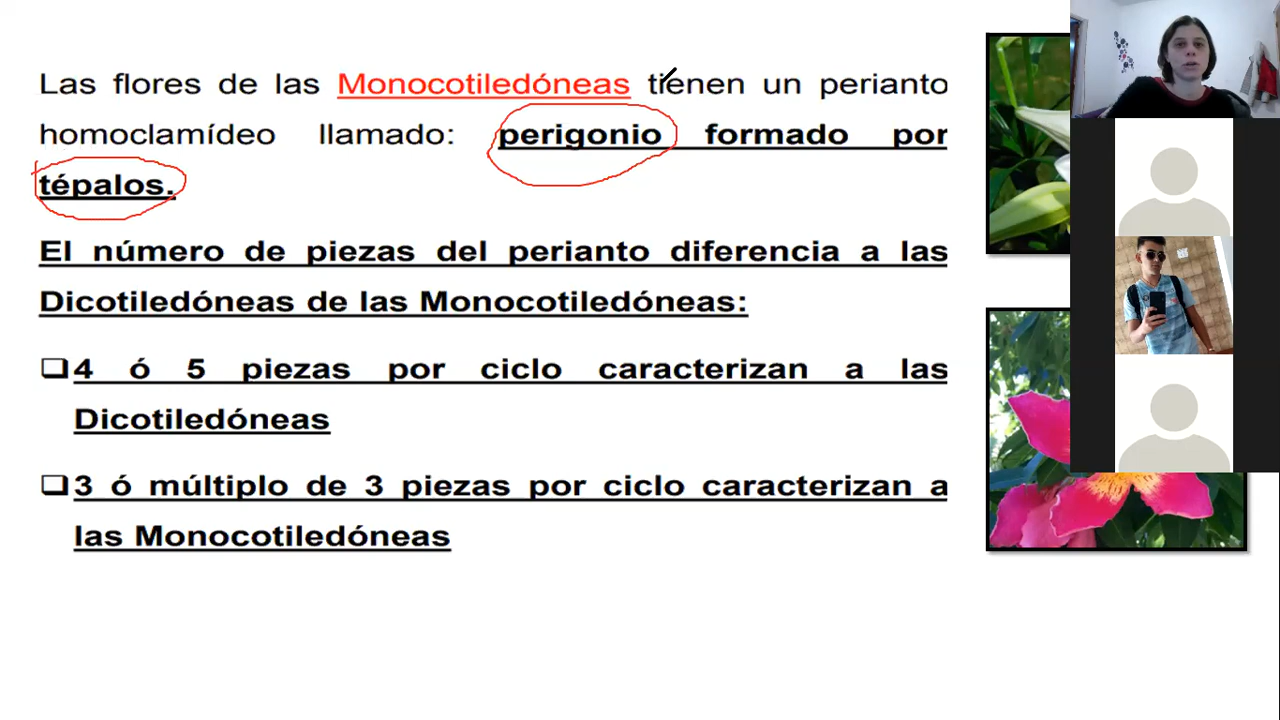 Las flores de las Monocotiledóneas tienen un perianto
homoclamídeo llamado: perigonio formado por
tépalos.
El número de piezas del perianto diferencia a las
Dicotiledóneas de las Monocotiledóneas:
4 ó 5 piezas por ciclo caracterizan a las
Dicotiledóneas
3 ó múltiplo de 3 piezas por ciclo caracterizan a
las Monocotiledóneas